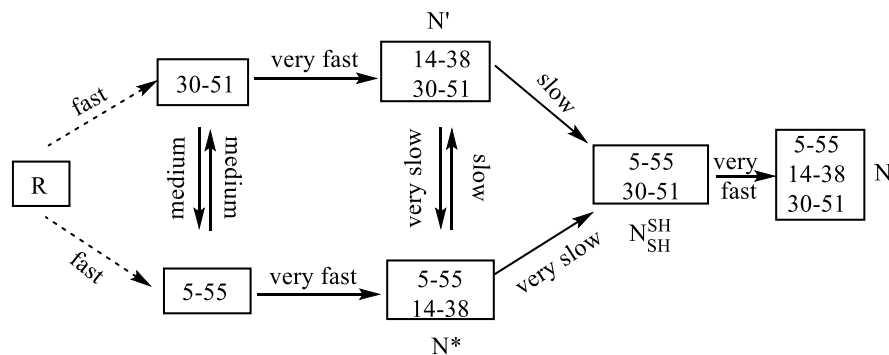 N'
very fast
14-38
30-51
30-51
fast
slow
medium
medium
very slow
slow
R
5-55
30-51
very
fast
5-55
14-38
30-51
N
N^SH_SH
fast
5-55
very fast
5-55
14-38
very slow
N*